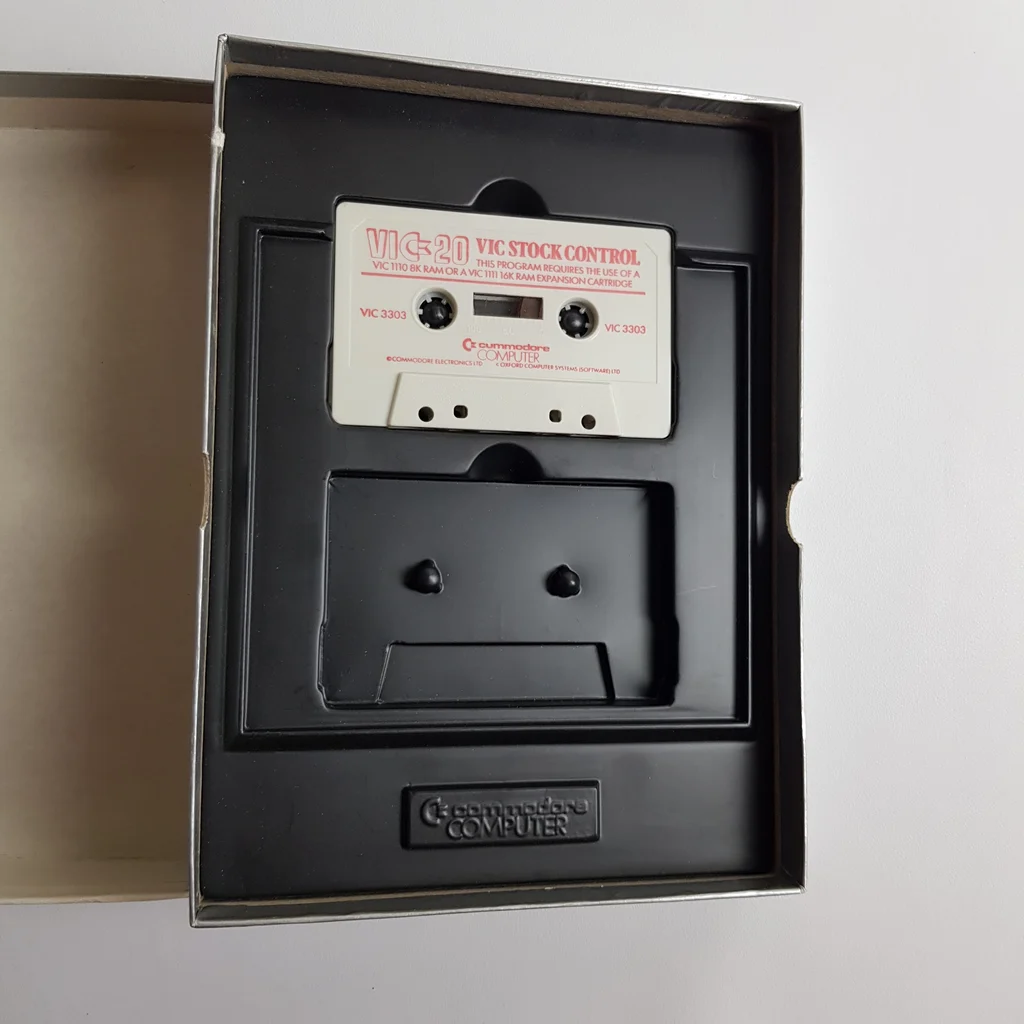 VIC 20 VIC STOCK CONTROL
THIS PROGRAM REQUIRES THE USE OF A
VIC 1110 8K RAM OR A VIC 1111 16K RAM EXPANSION CARTRIDGE
VIC 3303
VIC 3303
commodore
COMPUTER
©COMMODORE ELECTRONICS LTD © OXFORD COMPUTER SYSTEMS (SOFTWARE) LTD
commodore
COMPUTER